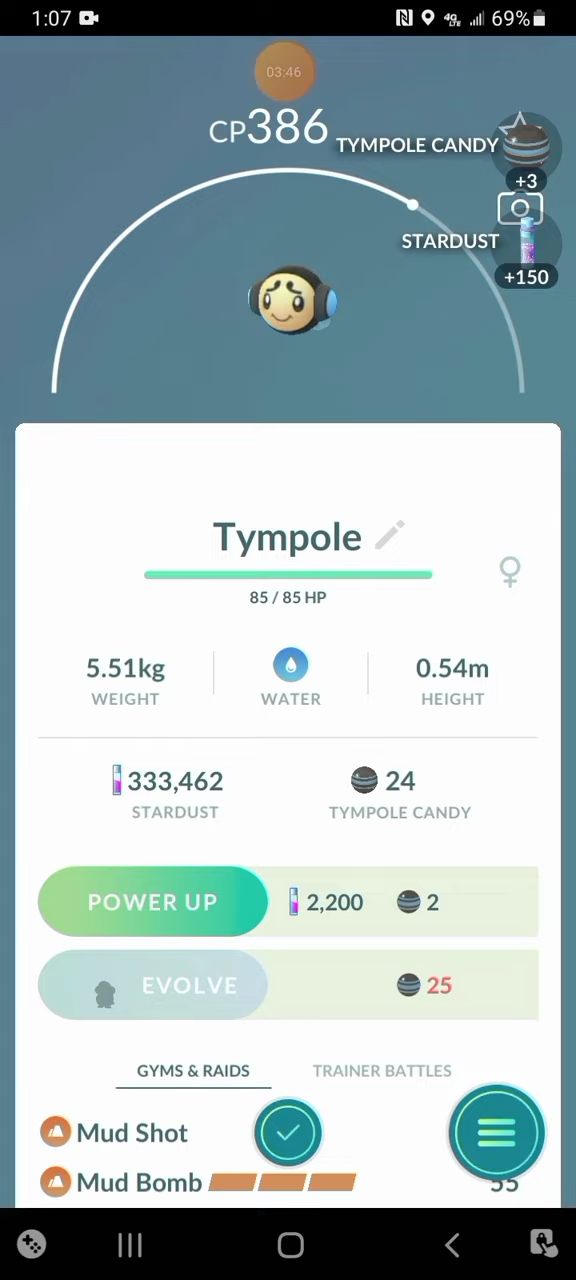 1:07
4G LTE 69%
03:46
CP386
TYMPOLE CANDY
+3
STARDUST
+150
Tympole
85 / 85 HP
5.51kg
WEIGHT
WATER
0.54m
HEIGHT
333,462
STARDUST
24
TYMPOLE CANDY
POWER UP 2,200 2
EVOLVE 25
GYMS & RAIDS TRAINER BATTLES
Mud Shot
Mud Bomb 55